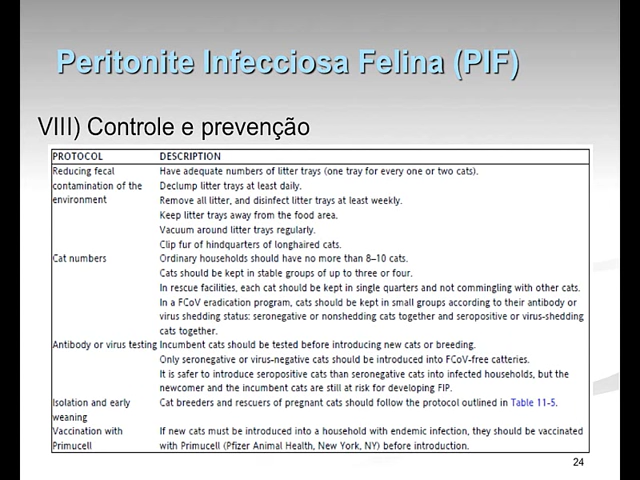 Peritonite Infecciosa Felina (PIF)
VIII) Controle e prevenção
PROTOCOL DESCRIPTION
Reducing fecal Have adequate numbers of litter trays (one tray for every one or two cats).
contamination of the Declump litter trays at least daily.
environment Remove all litter, and disinfect litter trays at least weekly.
Keep litter trays away from the food area.
Vacuum around litter trays regularly.
Clip fur of hindquarters of longhaired cats.
Cat numbers Ordinary households should have no more than 8–10 cats.
Cats should be kept in stable groups of up to three or four.
In rescue facilities, each cat should be kept in single quarters and not commingling with other cats.
In a FCoV eradication program, cats should be kept in small groups according to their antibody or
virus shedding status: seronegative or nonshedding cats together and seropositive or virus-shedding
cats together.
Antibody or virus testing Incumbent cats should be tested before introducing new cats or breeding.
Only seronegative or virus-negative cats should be introduced into FCoV-free catteries.
It is safer to introduce seropositive cats than seronegative cats into infected households, but the
newcomer and the incumbent cats are still at risk for developing FIP.
Isolation and early Cat breeders and rescuers of pregnant cats should follow the protocol outlined in Table 11-5.
weaning
Vaccination with If new cats must be introduced into a household with endemic infection, they should be vaccinated
Primucell with Primucell (Pfizer Animal Health, New York, NY) before introduction.
24